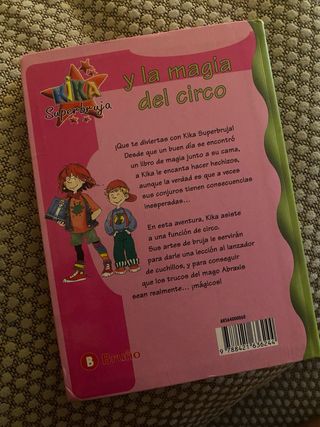 KiKA
Superbruja
y la magia
del circo
¡Que te diviertas con Kika Superbruja!
Desde que un buen día se encontró
un libro de magia junto a su cama,
a Kika le encanta hacer hechizos,
aunque la verdad es que a veces
sus conjuros tienen consecuencias
inesperadas...
En esta aventura, Kika asiste
a una función de circo.
Sus artes de bruja le servirán
para darle una lección al lanzador
de cuchillos, y para conseguir
que los trucos del mago Abraxis
sean realmente... ¡mágicos!
B Bruño
9 788421 636244